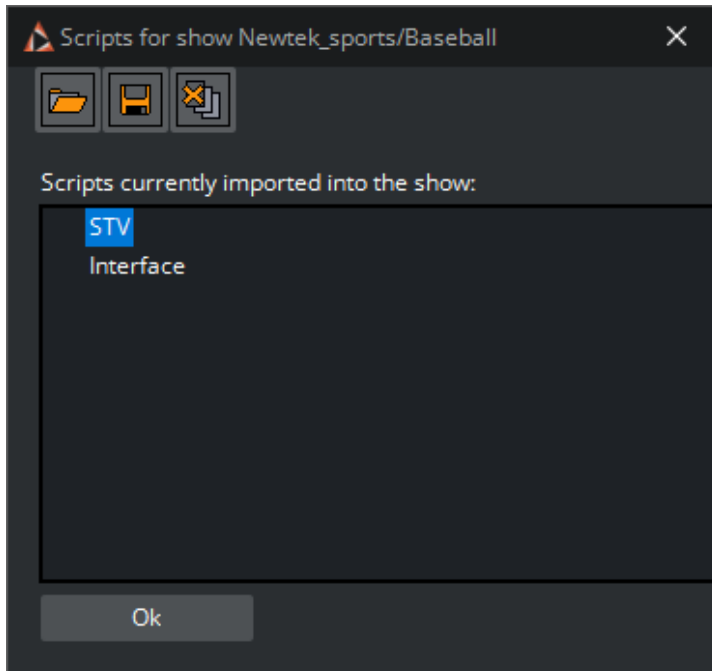 Scripts for show Newtek_sports/Baseball
Scripts currently imported into the show:
STV
Interface
Ok